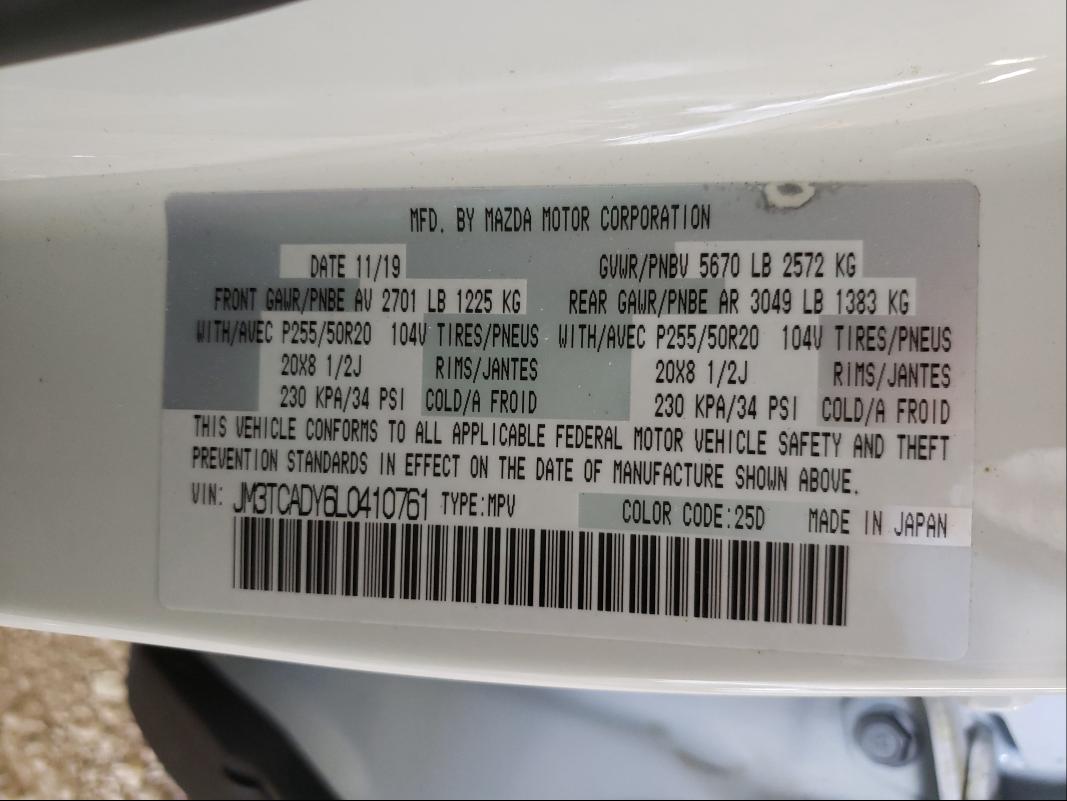 MFD. BY MAZDA MOTOR CORPORATION
DATE 11/19 GVWR/PNBV 5670 LB 2572 KG
FRONT GAWR/PNBE AV 2701 LB 1225 KG REAR GAWR/PNBE AR 3049 LB 1383 KG
WITH/AVEC P255/50R20 104V TIRES/PNEUS WITH/AVEC P255/50R20 104V TIRES/PNEUS
20X8 1/2J RIMS/JANTES 20X8 1/2J RIMS/JANTES
230 KPA/34 PSI COLD/A FROID 230 KPA/34 PSI COLD/A FROID
THIS VEHICLE CONFORMS TO ALL APPLICABLE FEDERAL MOTOR VEHICLE SAFETY AND THEFT
PREVENTION STANDARDS IN EFFECT ON THE DATE OF MANUFACTURE SHOWN ABOVE.
VIN: JM3TCADY6L0410761 TYPE:MPV COLOR CODE:25D MADE IN JAPAN